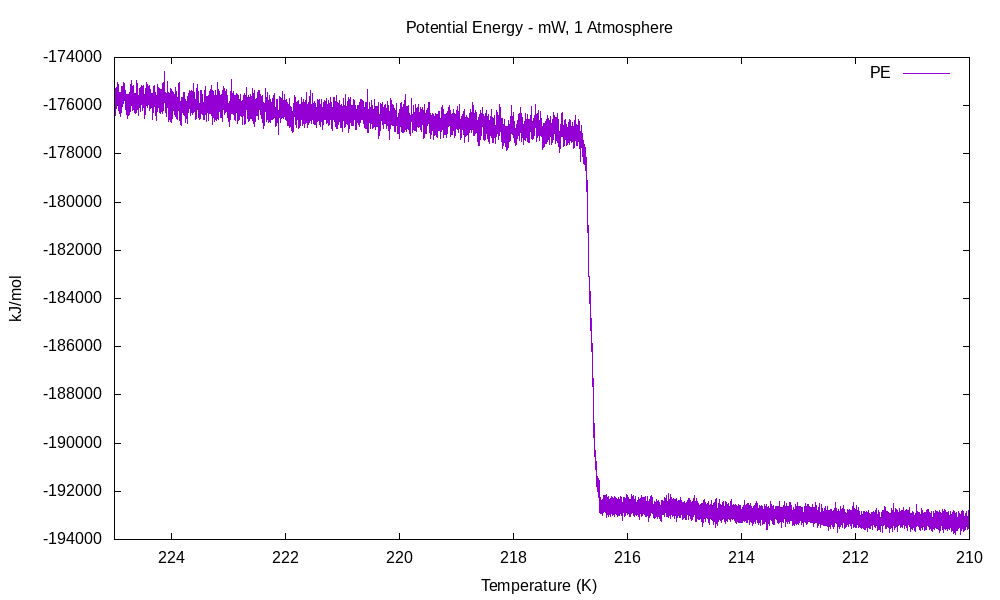 Potential Energy - mW, 1 Atmosphere
PE
-174000
-176000
-178000
-180000
-182000
-184000
-186000
-188000
-190000
-192000
-194000
kJ/mol
224 222 220 218 216 214 212 210
Temperature (K)